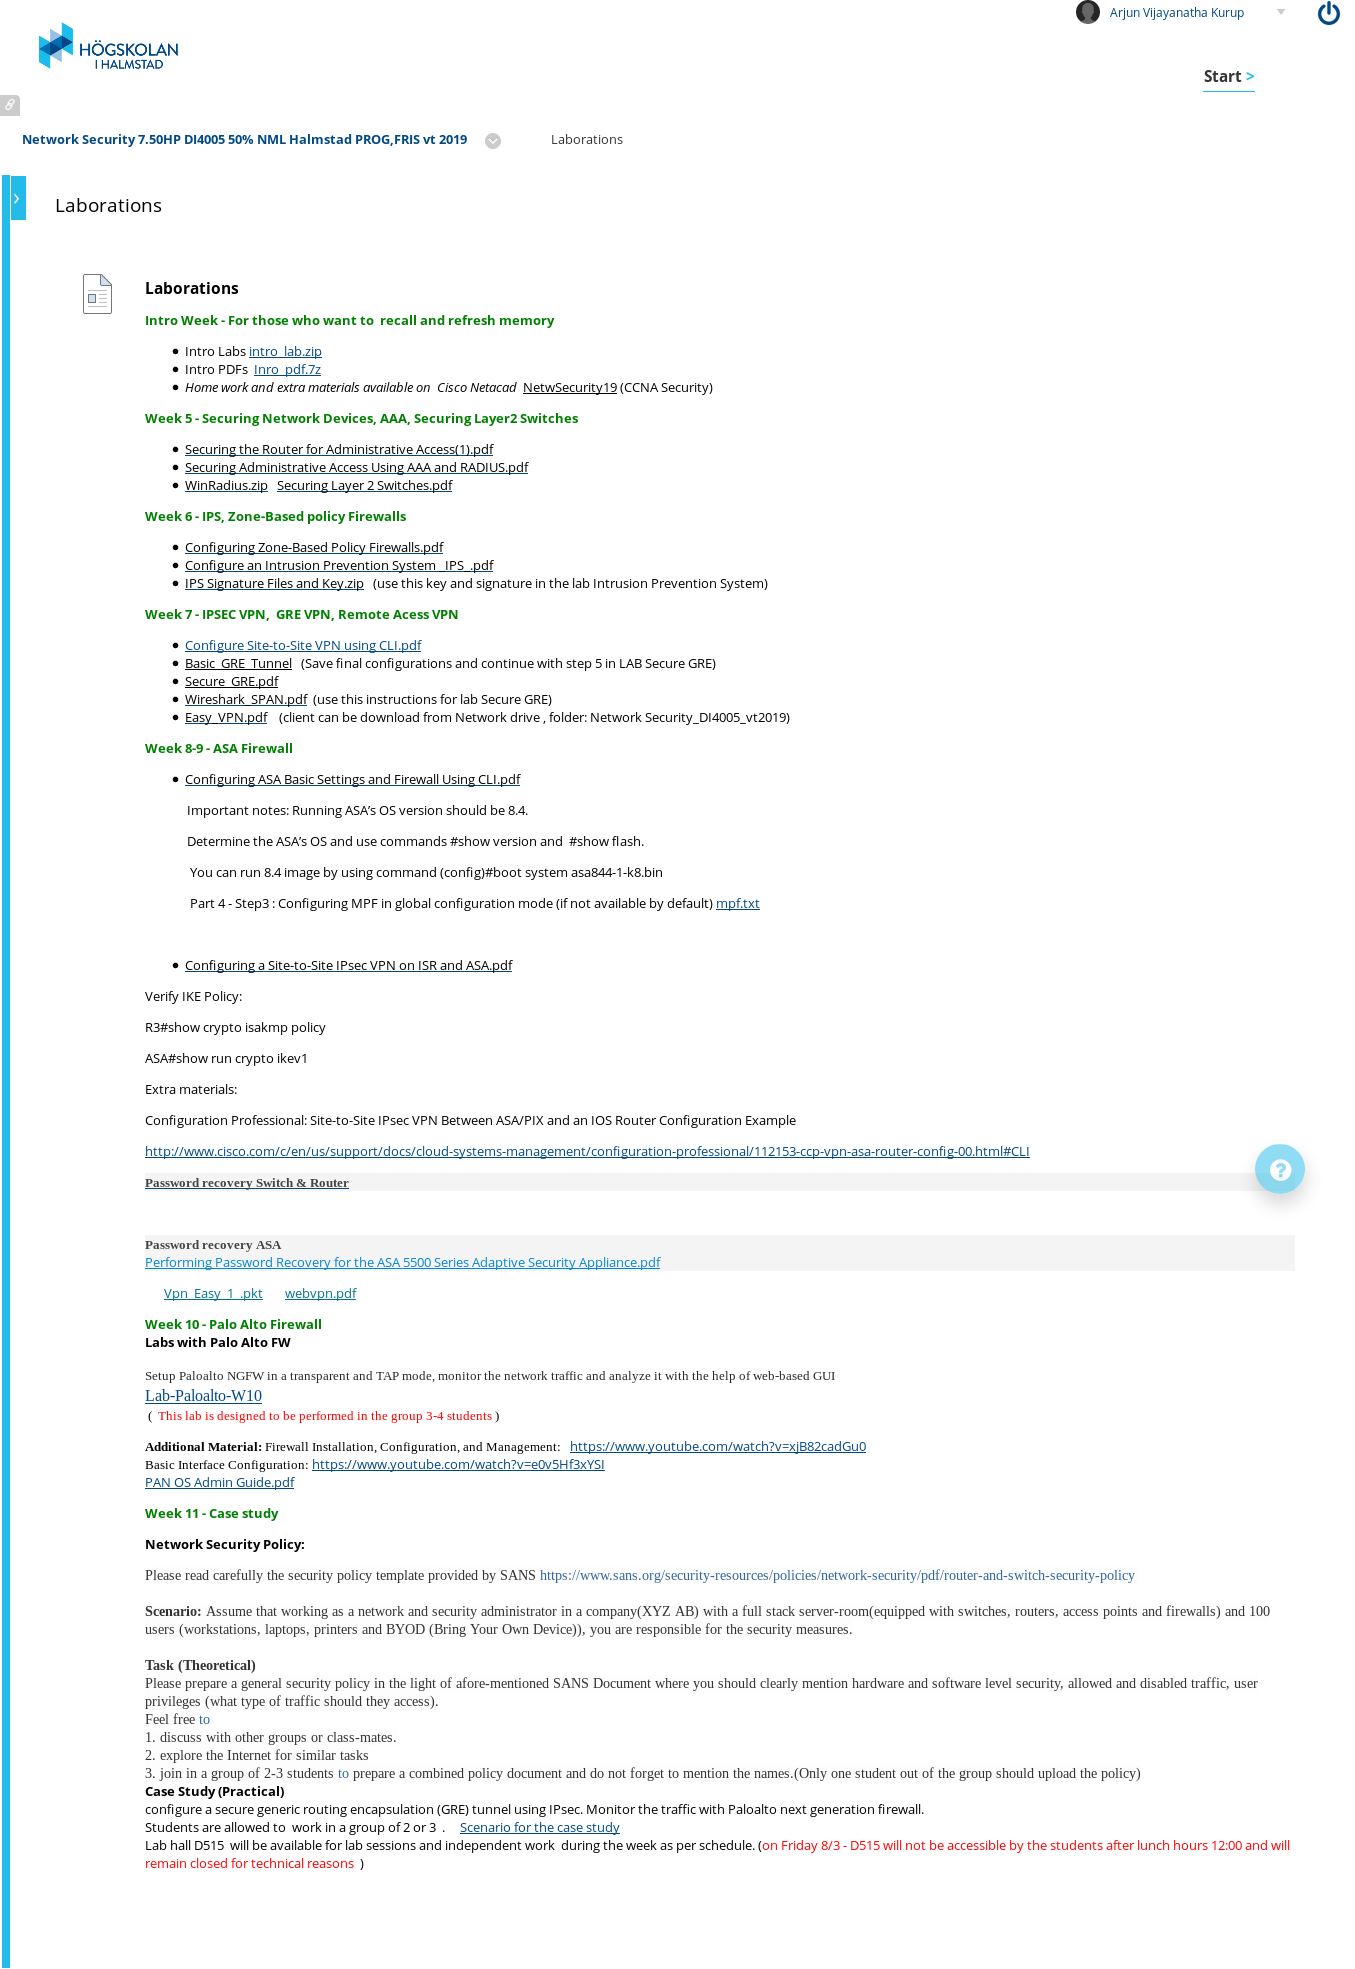 Arjun Vijayanatha Kurup
HÖGSKOLAN
I HALMSTAD
Start >
Network Security 7.50HP DI4005 50% NML Halmstad PROG,FRIS vt 2019 Laborations
Laborations
Laborations
Intro Week - For those who want to recall and refresh memory
Intro Labs intro_lab.zip
Intro PDFs Inro_pdf.7z
Home work and extra materials available on Cisco Netacad NetwSecurity19 (CCNA Security)
Week 5 - Securing Network Devices, AAA, Securing Layer2 Switches
Securing the Router for Administrative Access(1).pdf
Securing Administrative Access Using AAA and RADIUS.pdf
WinRadius.zip Securing Layer 2 Switches.pdf
Week 6 - IPS, Zone-Based policy Firewalls
Configuring Zone-Based Policy Firewalls.pdf
Configure an Intrusion Prevention System _IPS_.pdf
IPS Signature Files and Key.zip (use this key and signature in the lab Intrusion Prevention System)
Week 7 - IPSEC VPN, GRE VPN, Remote Acess VPN
Configure Site-to-Site VPN using CLI.pdf
Basic_GRE_Tunnel (Save final configurations and continue with step 5 in LAB Secure GRE)
Secure_GRE.pdf
Wireshark_SPAN.pdf (use this instructions for lab Secure GRE)
Easy_VPN.pdf (client can be download from Network drive , folder: Network Security_DI4005_vt2019)
Week 8-9 - ASA Firewall
Configuring ASA Basic Settings and Firewall Using CLI.pdf
Important notes: Running ASA’s OS version should be 8.4.
Determine the ASA’s OS and use commands #show version and #show flash.
You can run 8.4 image by using command (config)#boot system asa844-1-k8.bin
Part 4 - Step3 : Configuring MPF in global configuration mode (if not available by default) mpf.txt
Configuring a Site-to-Site IPsec VPN on ISR and ASA.pdf
Verify IKE Policy:
R3#show crypto isakmp policy
ASA#show run crypto ikev1
Extra materials:
Configuration Professional: Site-to-Site IPsec VPN Between ASA/PIX and an IOS Router Configuration Example
http://www.cisco.com/c/en/us/support/docs/cloud-systems-management/configuration-professional/112153-ccp-vpn-asa-router-config-00.html#CLI
Password recovery Switch & Router
Password recovery ASA
Performing Password Recovery for the ASA 5500 Series Adaptive Security Appliance.pdf
Vpn_Easy_1_.pkt webvpn.pdf
Week 10 - Palo Alto Firewall
Labs with Palo Alto FW
Setup Paloalto NGFW in a transparent and TAP mode, monitor the network traffic and analyze it with the help of web-based GUI
Lab-Paloalto-W10
( This lab is designed to be performed in the group 3-4 students )
Additional Material: Firewall Installation, Configuration, and Management: https://www.youtube.com/watch?v=xjB82cadGu0
Basic Interface Configuration: https://www.youtube.com/watch?v=e0v5Hf3xYSI
PAN OS Admin Guide.pdf
Week 11 - Case study
Network Security Policy:
Please read carefully the security policy template provided by SANS https://www.sans.org/security-resources/policies/network-security/pdf/router-and-switch-security-policy
Scenario: Assume that working as a network and security administrator in a company(XYZ AB) with a full stack server-room(equipped with switches, routers, access points and firewalls) and 100
users (workstations, laptops, printers and BYOD (Bring Your Own Device)), you are responsible for the security measures.
Task (Theoretical)
Please prepare a general security policy in the light of afore-mentioned SANS Document where you should clearly mention hardware and software level security, allowed and disabled traffic, user
privileges (what type of traffic should they access).
Feel free to
1. discuss with other groups or class-mates.
2. explore the Internet for similar tasks
3. join in a group of 2-3 students to prepare a combined policy document and do not forget to mention the names.(Only one student out of the group should upload the policy)
Case Study (Practical)
configure a secure generic routing encapsulation (GRE) tunnel using IPsec. Monitor the traffic with Paloalto next generation firewall.
Students are allowed to work in a group of 2 or 3 . Scenario for the case study
Lab hall D515 will be available for lab sessions and independent work during the week as per schedule. (on Friday 8/3 - D515 will not be accessible by the students after lunch hours 12:00 and will
remain closed for technical reasons )